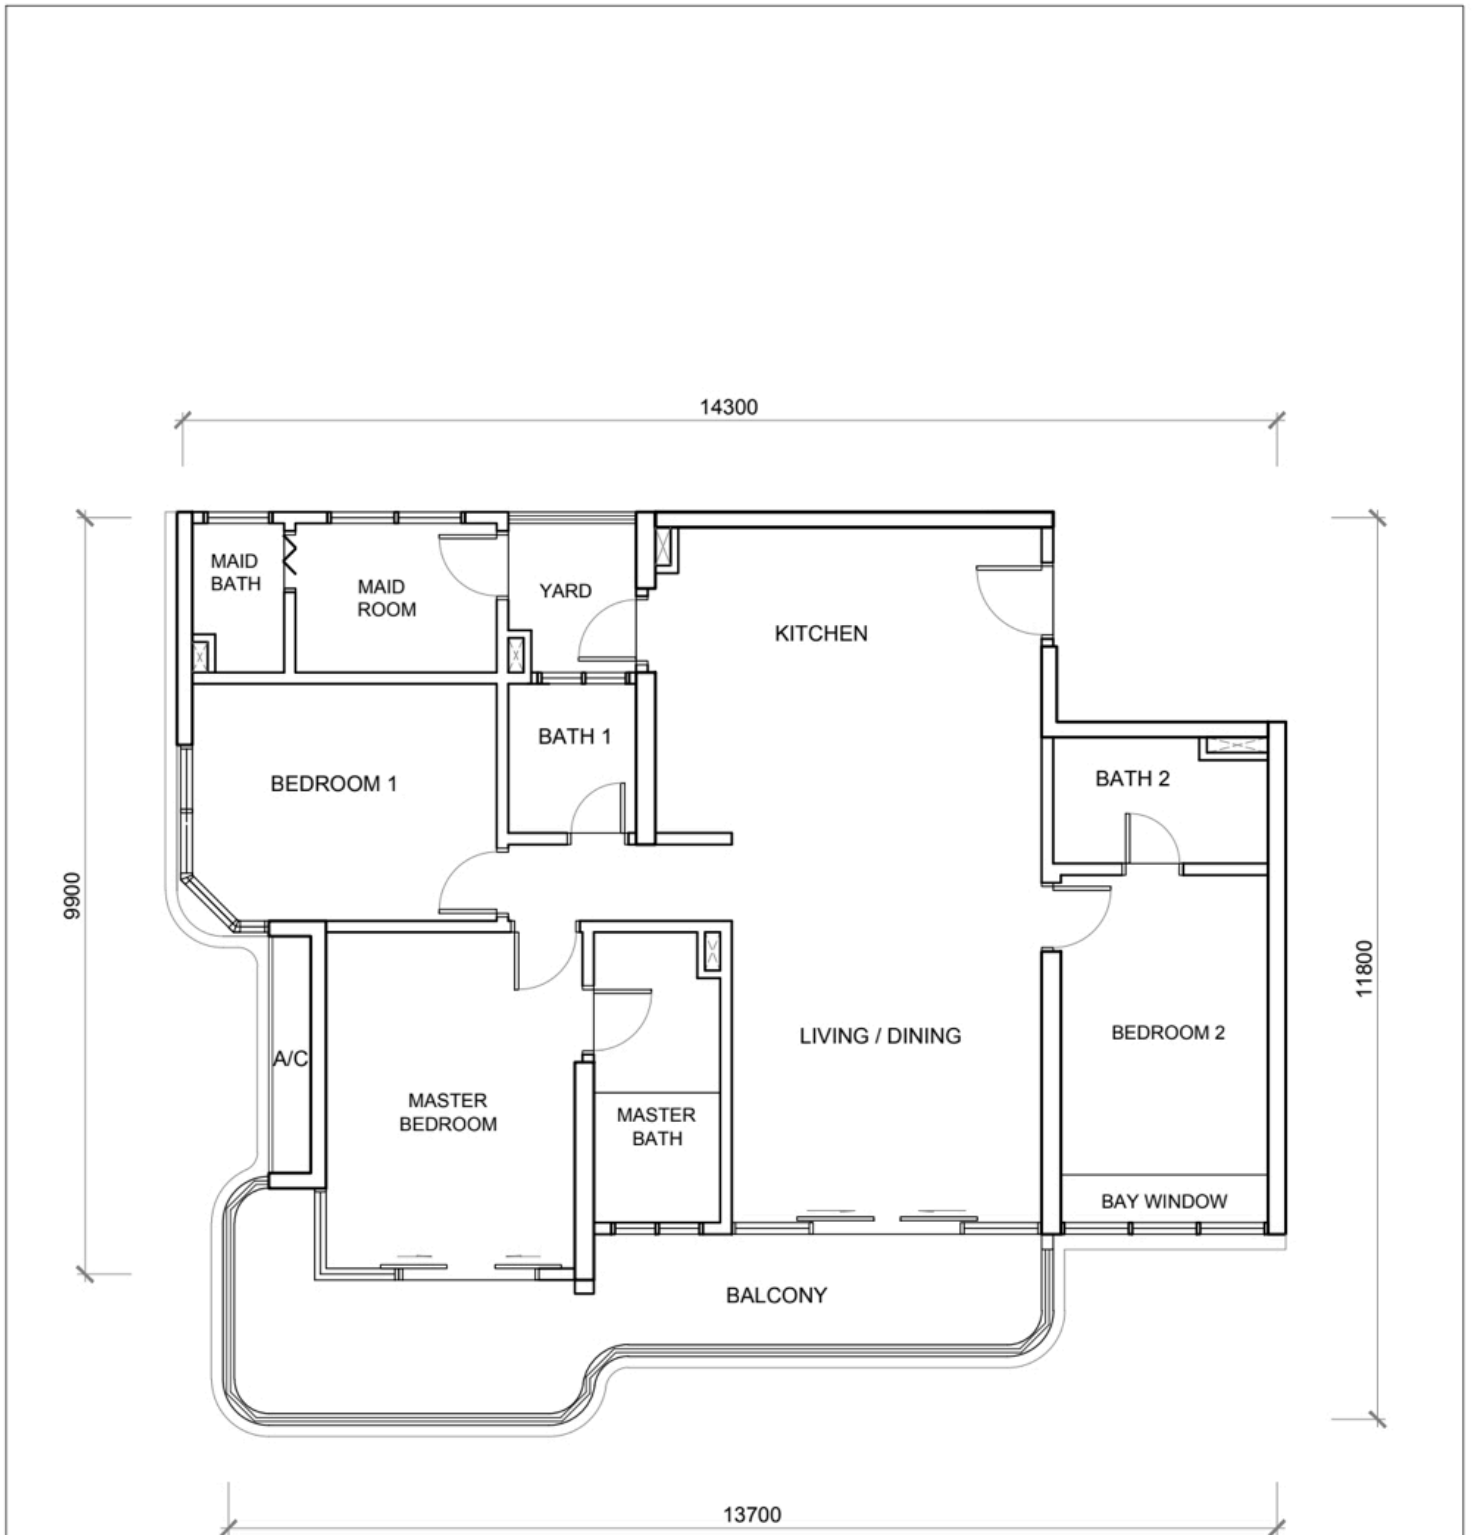 14300
MAID
BATH
MAID
ROOM
YARD
KITCHEN
BATH 1
BATH 2
BEDROOM 1
9900
11800
LIVING / DINING
BEDROOM 2
A/C
MASTER
BEDROOM
MASTER
BATH
BAY WINDOW
BALCONY
13700